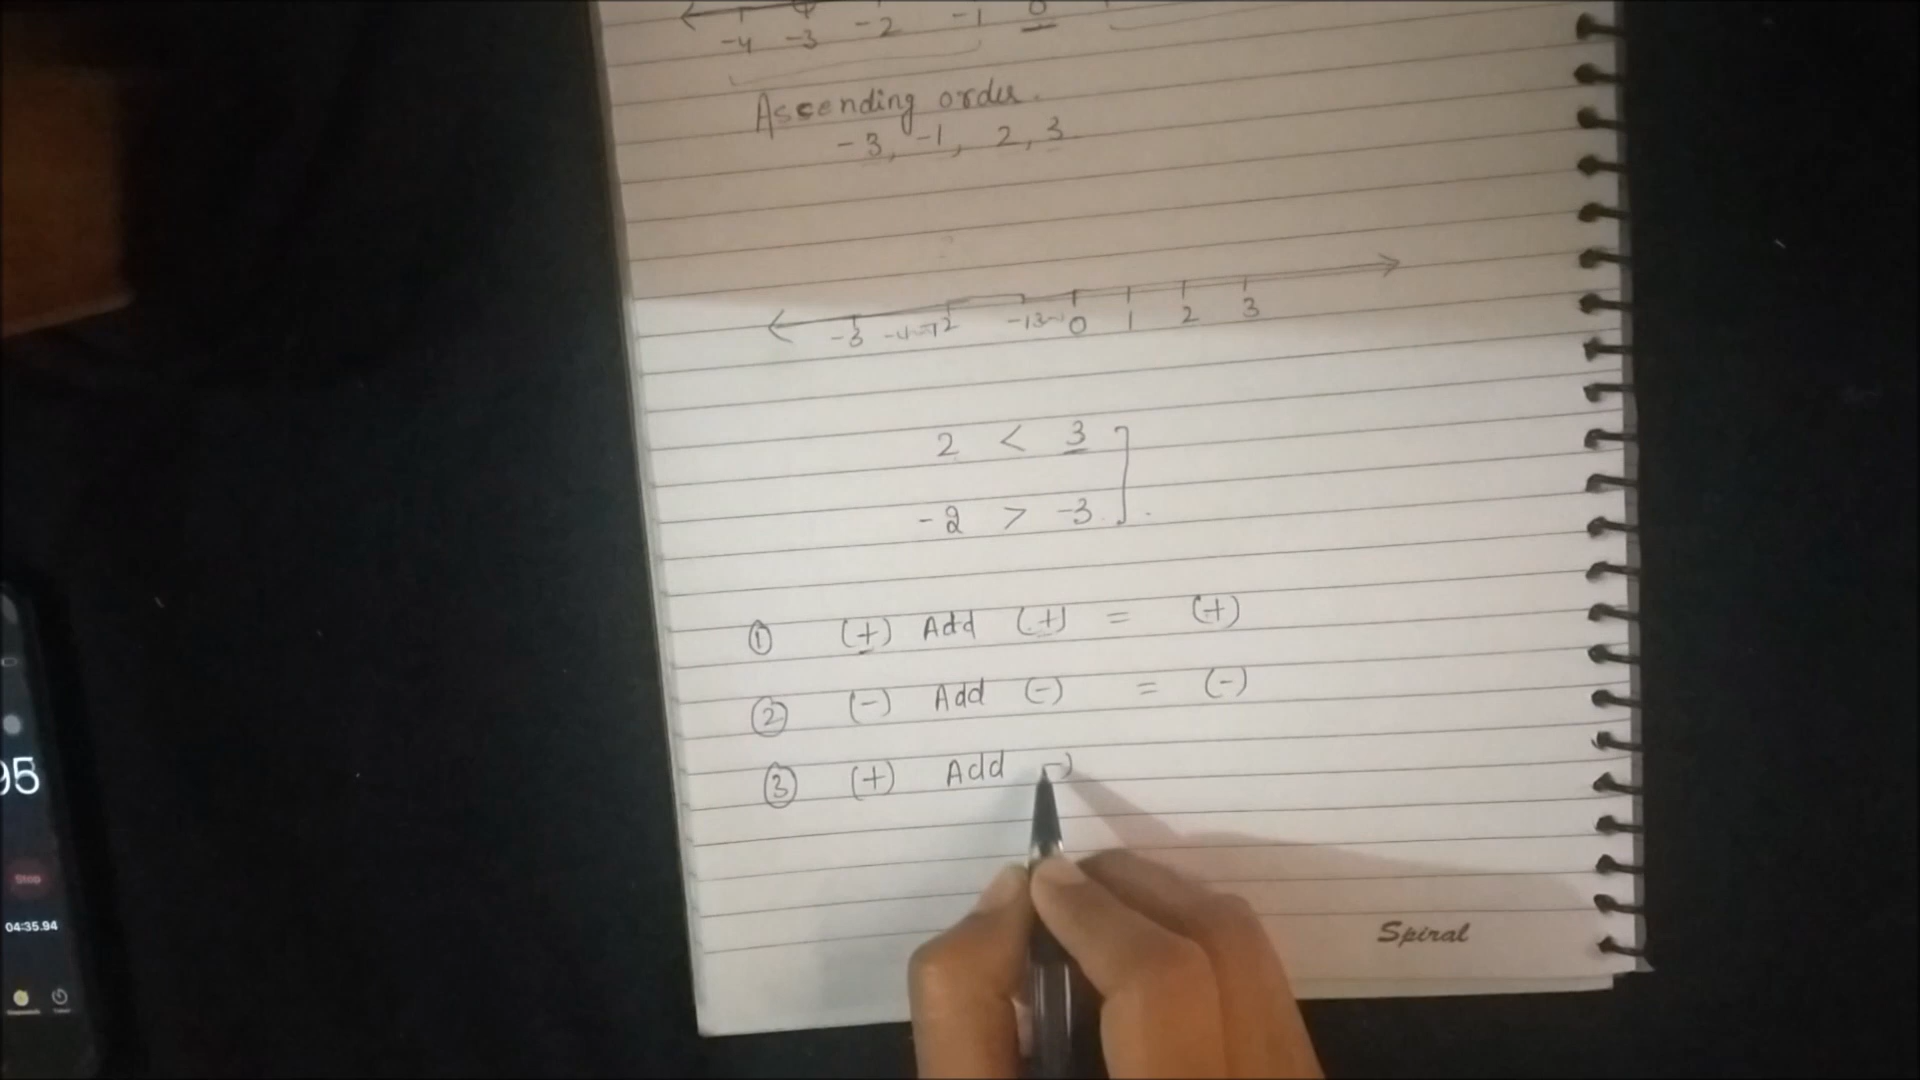 -4 -3 -2 -1 0
Ascending order.
-3, -1, 2, 3
-3 0 1 2 3
2 < 3
-2 > -3
① (+) Add (+) = (+)
② (-) Add (-) = (-)
③ (+) Add -)
Spiral
95
Stop
04:35.94